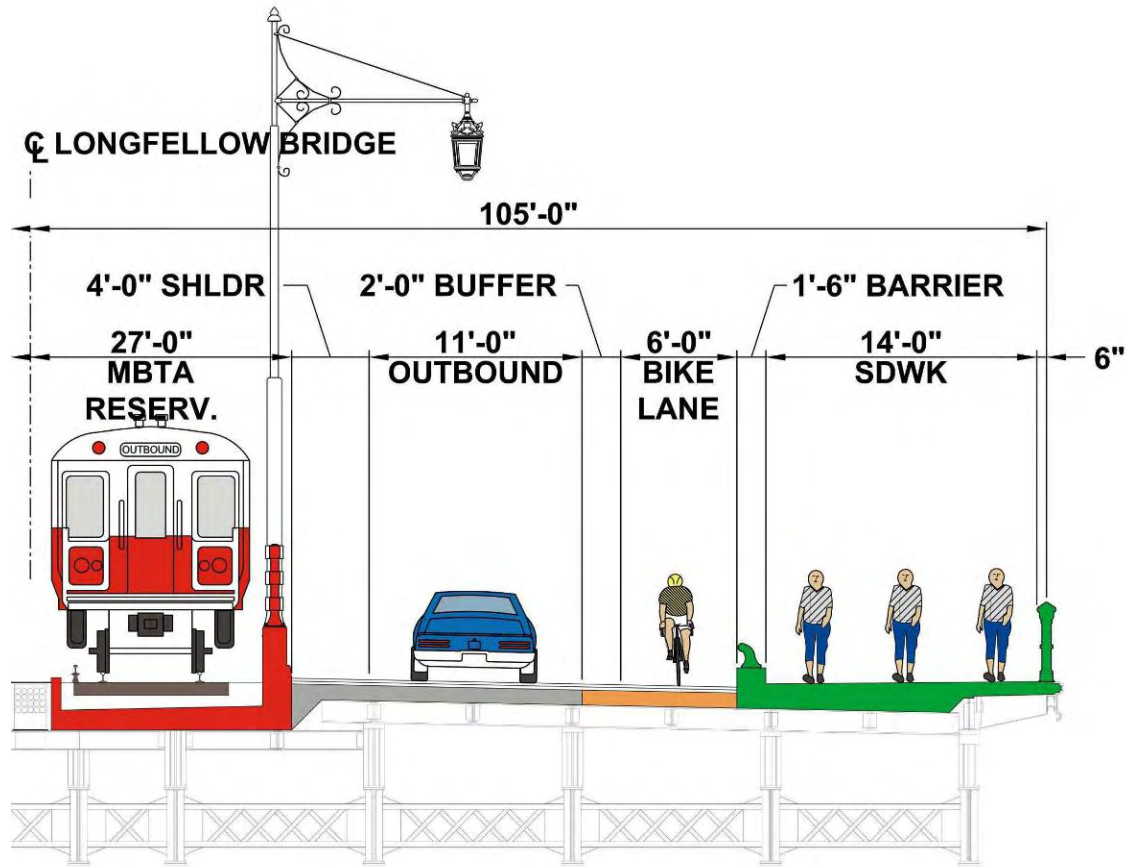 ℄ LONGFELLOW BRIDGE
105'-0"
4'-0" SHLDR
2'-0" BUFFER
1'-6" BARRIER
27'-0"
MBTA
RESERV.
11'-0"
OUTBOUND
6'-0"
BIKE
LANE
14'-0"
SDWK
6"
OUTBOUND